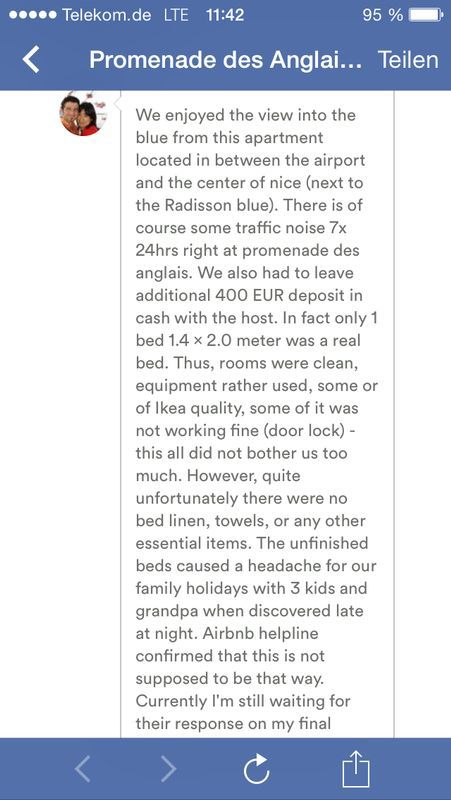 Telekom.de LTE 11:42 95 %
Promenade des Anglai... Teilen
We enjoyed the view into the
blue from this apartment
located in between the airport
and the center of nice (next to
the Radisson blue). There is of
course some traffic noise 7x
24hrs right at promenade des
anglais. We also had to leave
additional 400 EUR deposit in
cash with the host. In fact only 1
bed 1.4 × 2.0 meter was a real
bed. Thus, rooms were clean,
equipment rather used, some or
of Ikea quality, some of it was
not working fine (door lock) -
this all did not bother us too
much. However, quite
unfortunately there were no
bed linen, towels, or any other
essential items. The unfinished
beds caused a headache for our
family holidays with 3 kids and
grandpa when discovered late
at night. Airbnb helpline
confirmed that this is not
supposed to be that way.
Currently I'm still waiting for
their response on my final